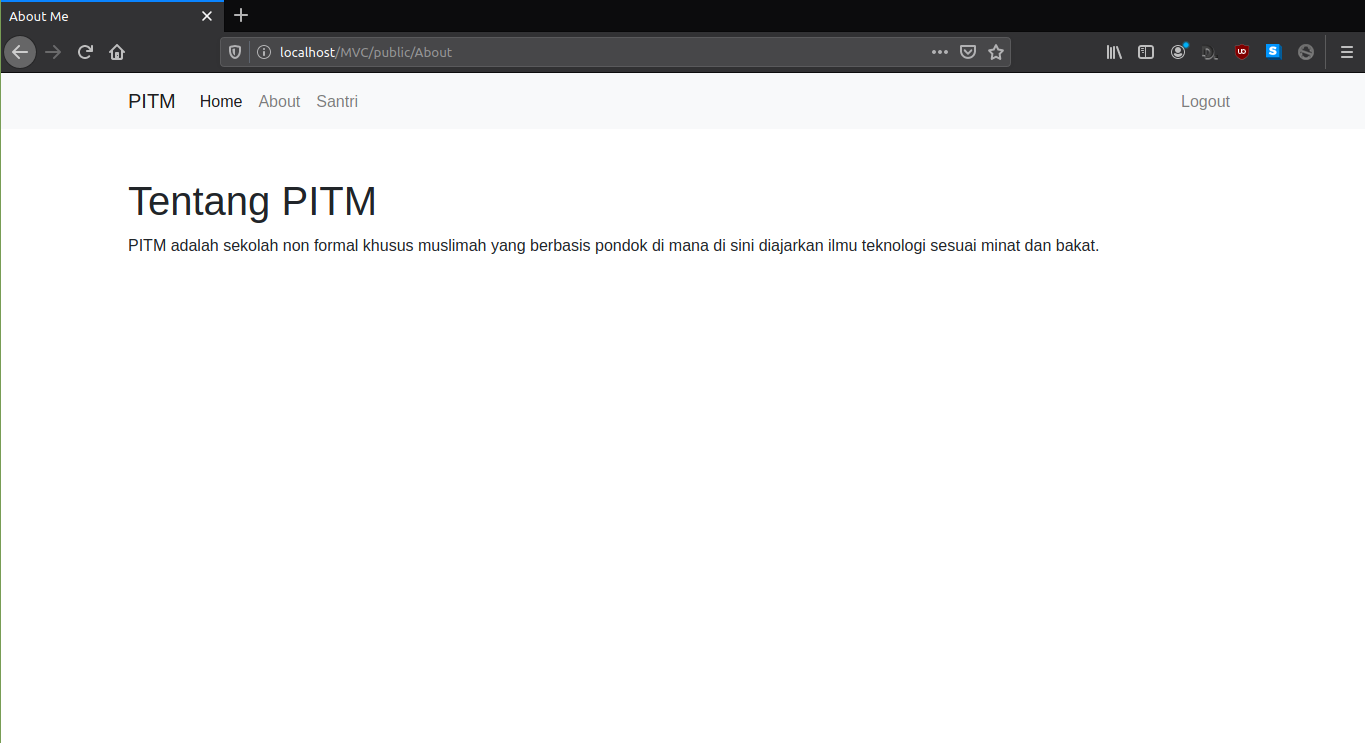 About Me
localhost/MVC/public/About
PITM Home About Santri Logout
Tentang PITM
PITM adalah sekolah non formal khusus muslimah yang berbasis pondok di mana di sini diajarkan ilmu teknologi sesuai minat dan bakat.